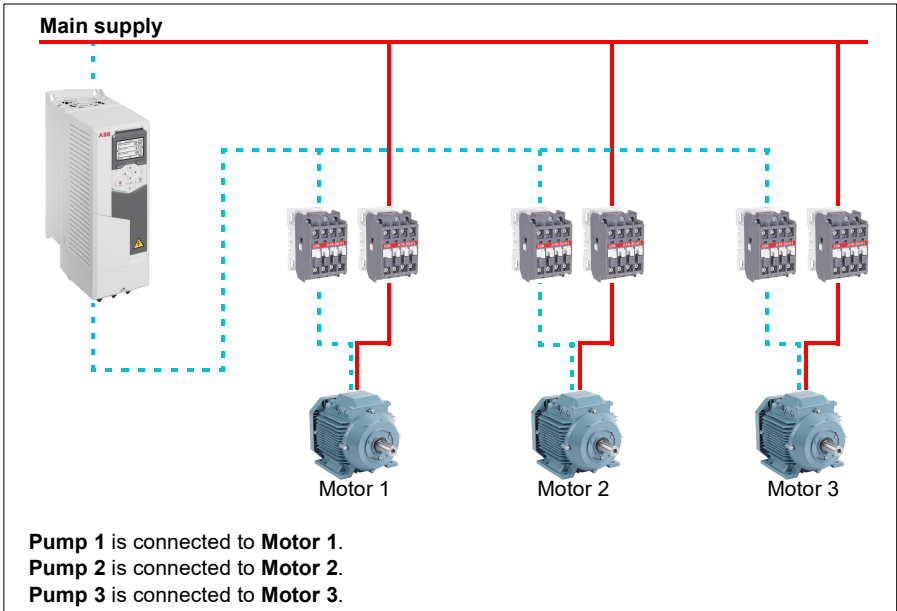 Main supply
ABB
Motor 1
Motor 2
Motor 3
Pump 1 is connected to Motor 1.
Pump 2 is connected to Motor 2.
Pump 3 is connected to Motor 3.